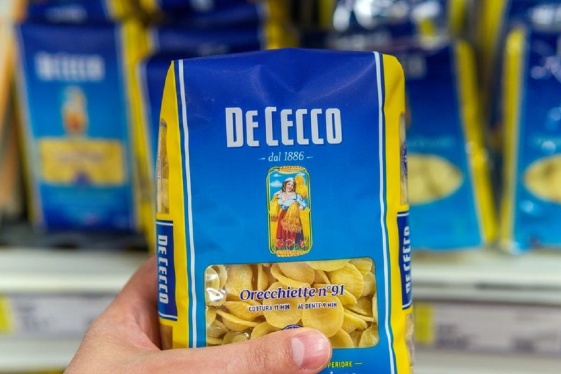 DE CECCO
DE CECCO
dal 1886
Orecchiette n° 91
COTTURA 11 MIN AL DENTE 9 MIN
DE CECCO
DE CECCO